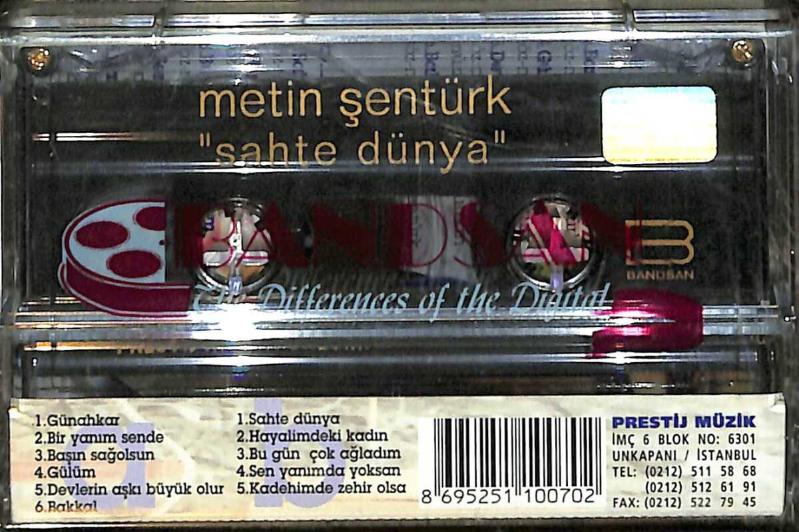 metin şentürk
"sahte dünya"
BANDSAN
BANDSAN
The Differences of the Digital
1.Günahkar
2.Bir yanım sende
3.Başın sağolsun
4.Gülüm
5.Devlerin aşkı büyük olur
6.Bakkal
1.Sahte dünya
2.Hayalimdeki kadın
3.Bu gün çok ağladım
4.Sen yanımda yoksan
5.Kadehimde zehir olsa
8 695251 100702
PRESTİJ MÜZİK
İMÇ 6 BLOK NO: 6301
UNKAPANI / İSTANBUL
TEL: (0212) 511 58 68
(0212) 512 61 91
FAX: (0212) 522 79 45